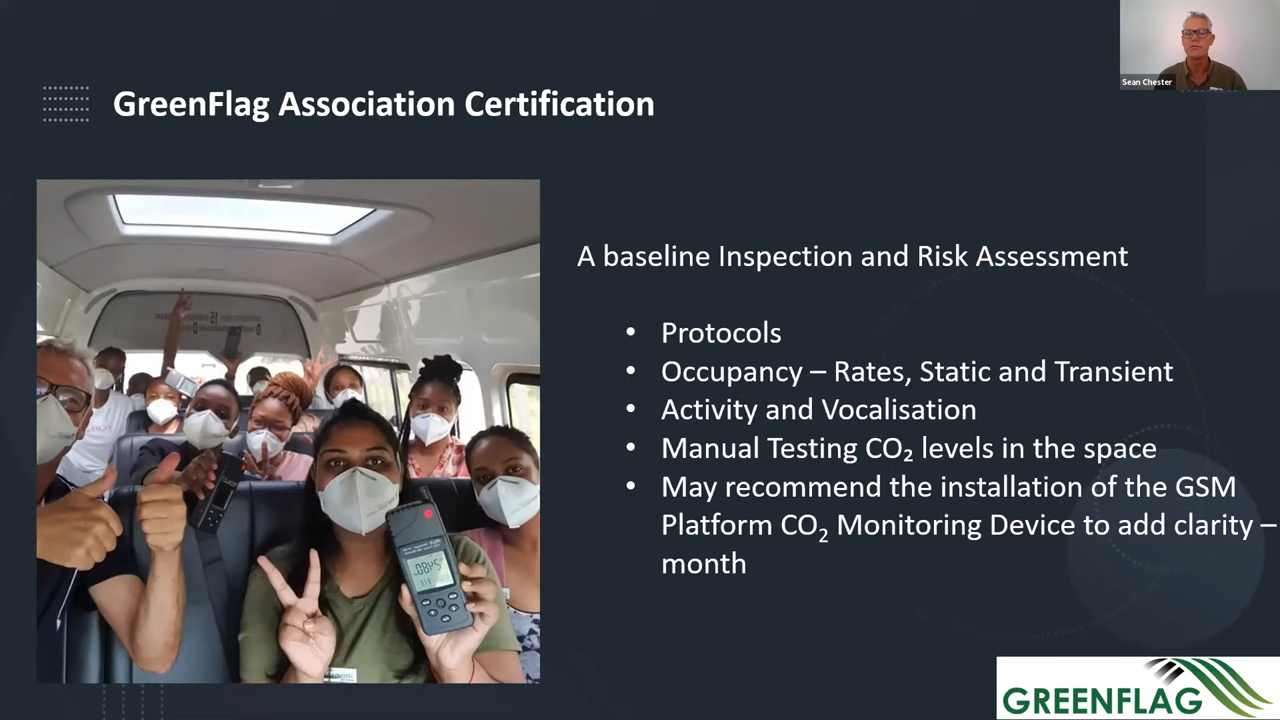 Sean Chester
GreenFlag Association Certification
A baseline Inspection and Risk Assessment
• Protocols
• Occupancy – Rates, Static and Transient
• Activity and Vocalisation
• Manual Testing CO₂ levels in the space
• May recommend the installation of the GSM
Platform CO₂ Monitoring Device to add clarity –
month
GREENFLAG